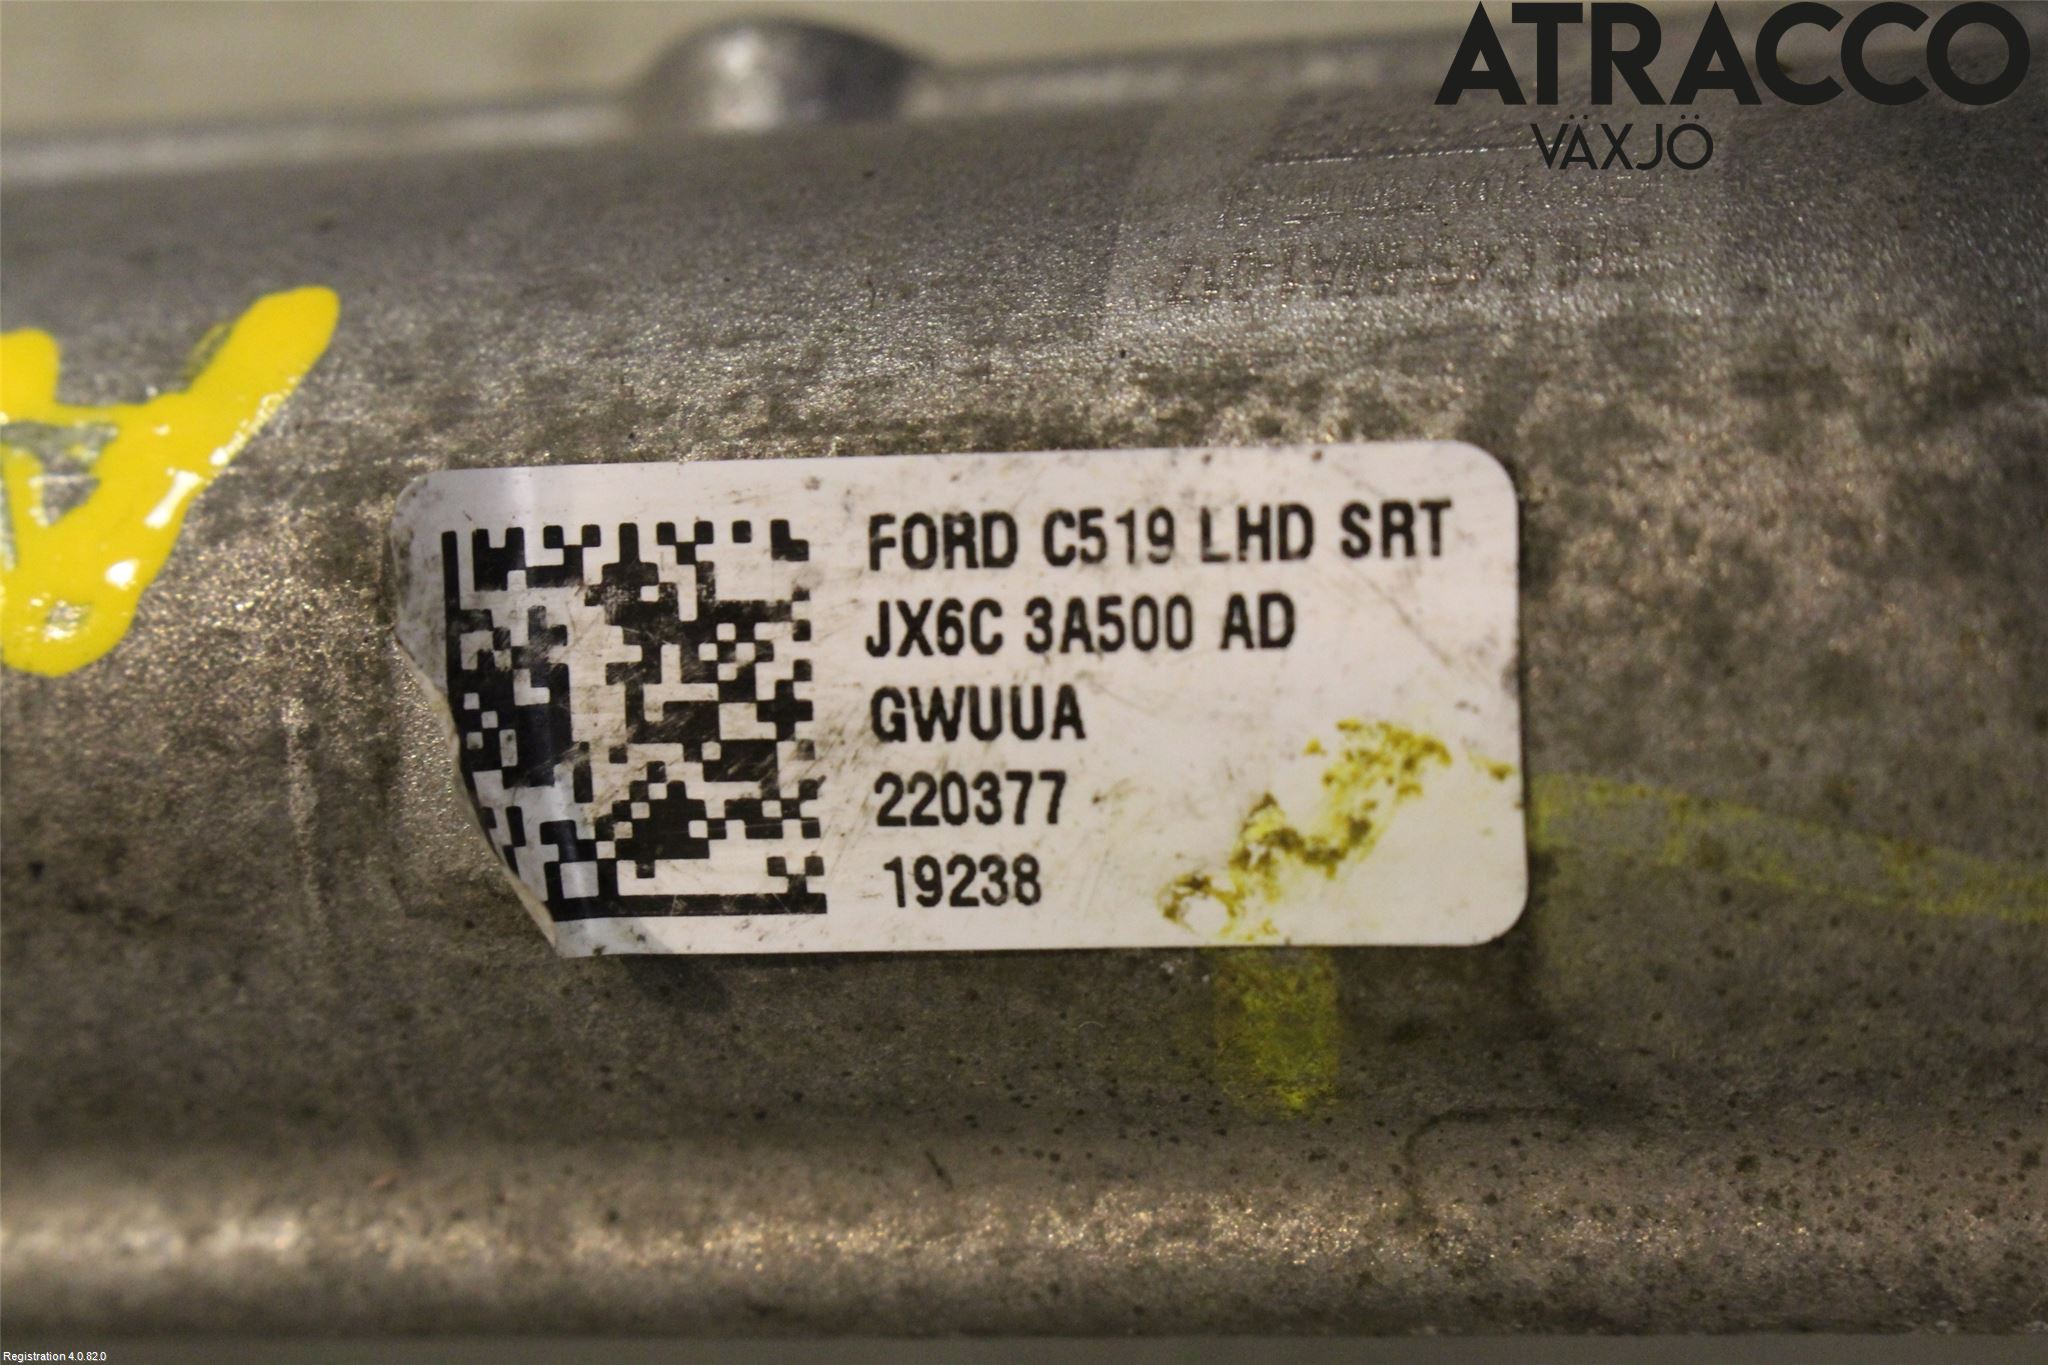 ATRACCO
VÄXJÖ
A
FORD C519 LHD SRT
JX6C 3A500 AD
GWUUA
220377
19238
Registration 4.0.82.0